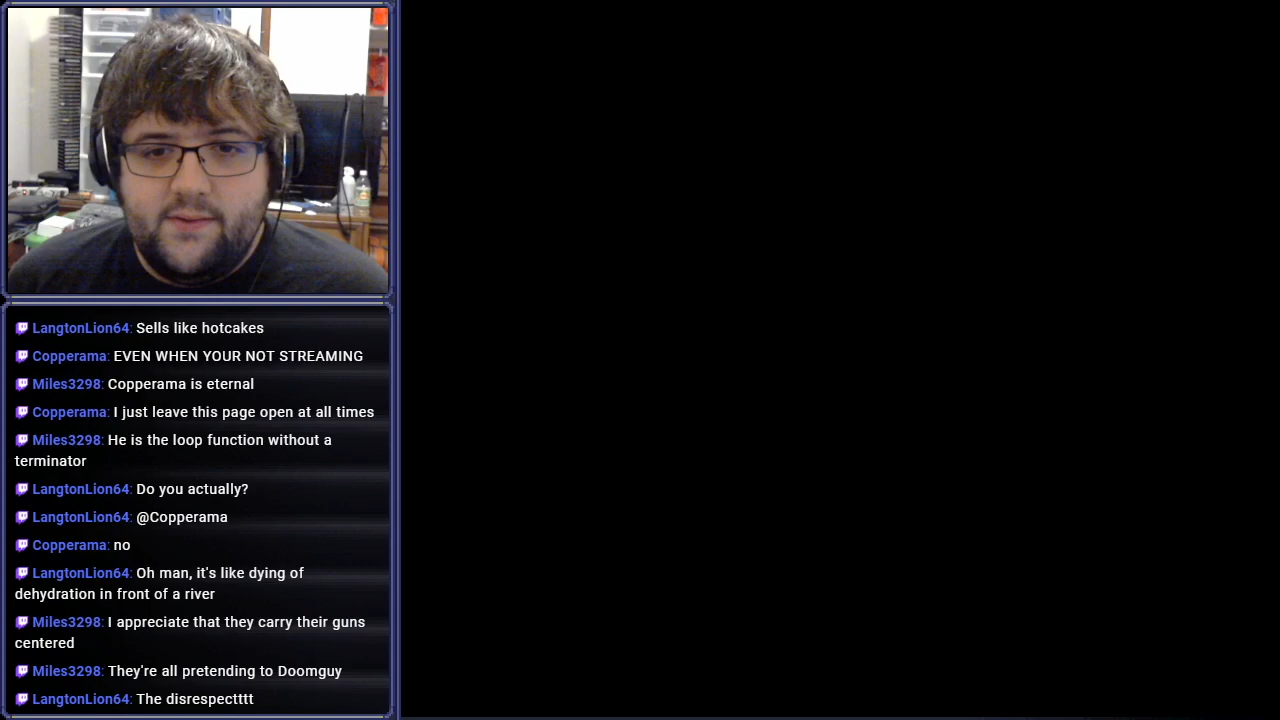 LangtonLion64: Sells like hotcakes
Copperama: EVEN WHEN YOUR NOT STREAMING
Miles3298: Copperama is eternal
Copperama: I just leave this page open at all times
Miles3298: He is the loop function without a
terminator
LangtonLion64: Do you actually?
LangtonLion64: @Copperama
Copperama: no
LangtonLion64: Oh man, it's like dying of
dehydration in front of a river
Miles3298: I appreciate that they carry their guns
centered
Miles3298: They're all pretending to Doomguy
LangtonLion64: The disrespectttt